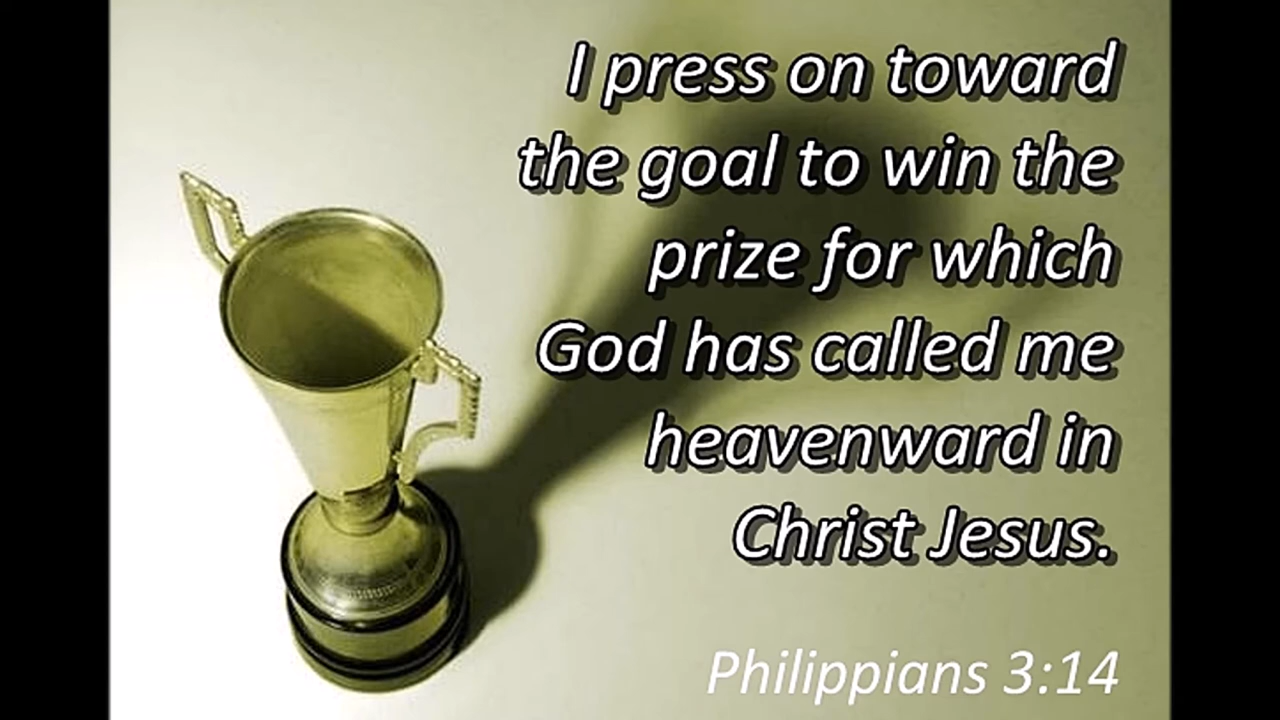 I press on toward
the goal to win the
prize for which
God has called me
heavenward in
Christ Jesus.
Philippians 3:14